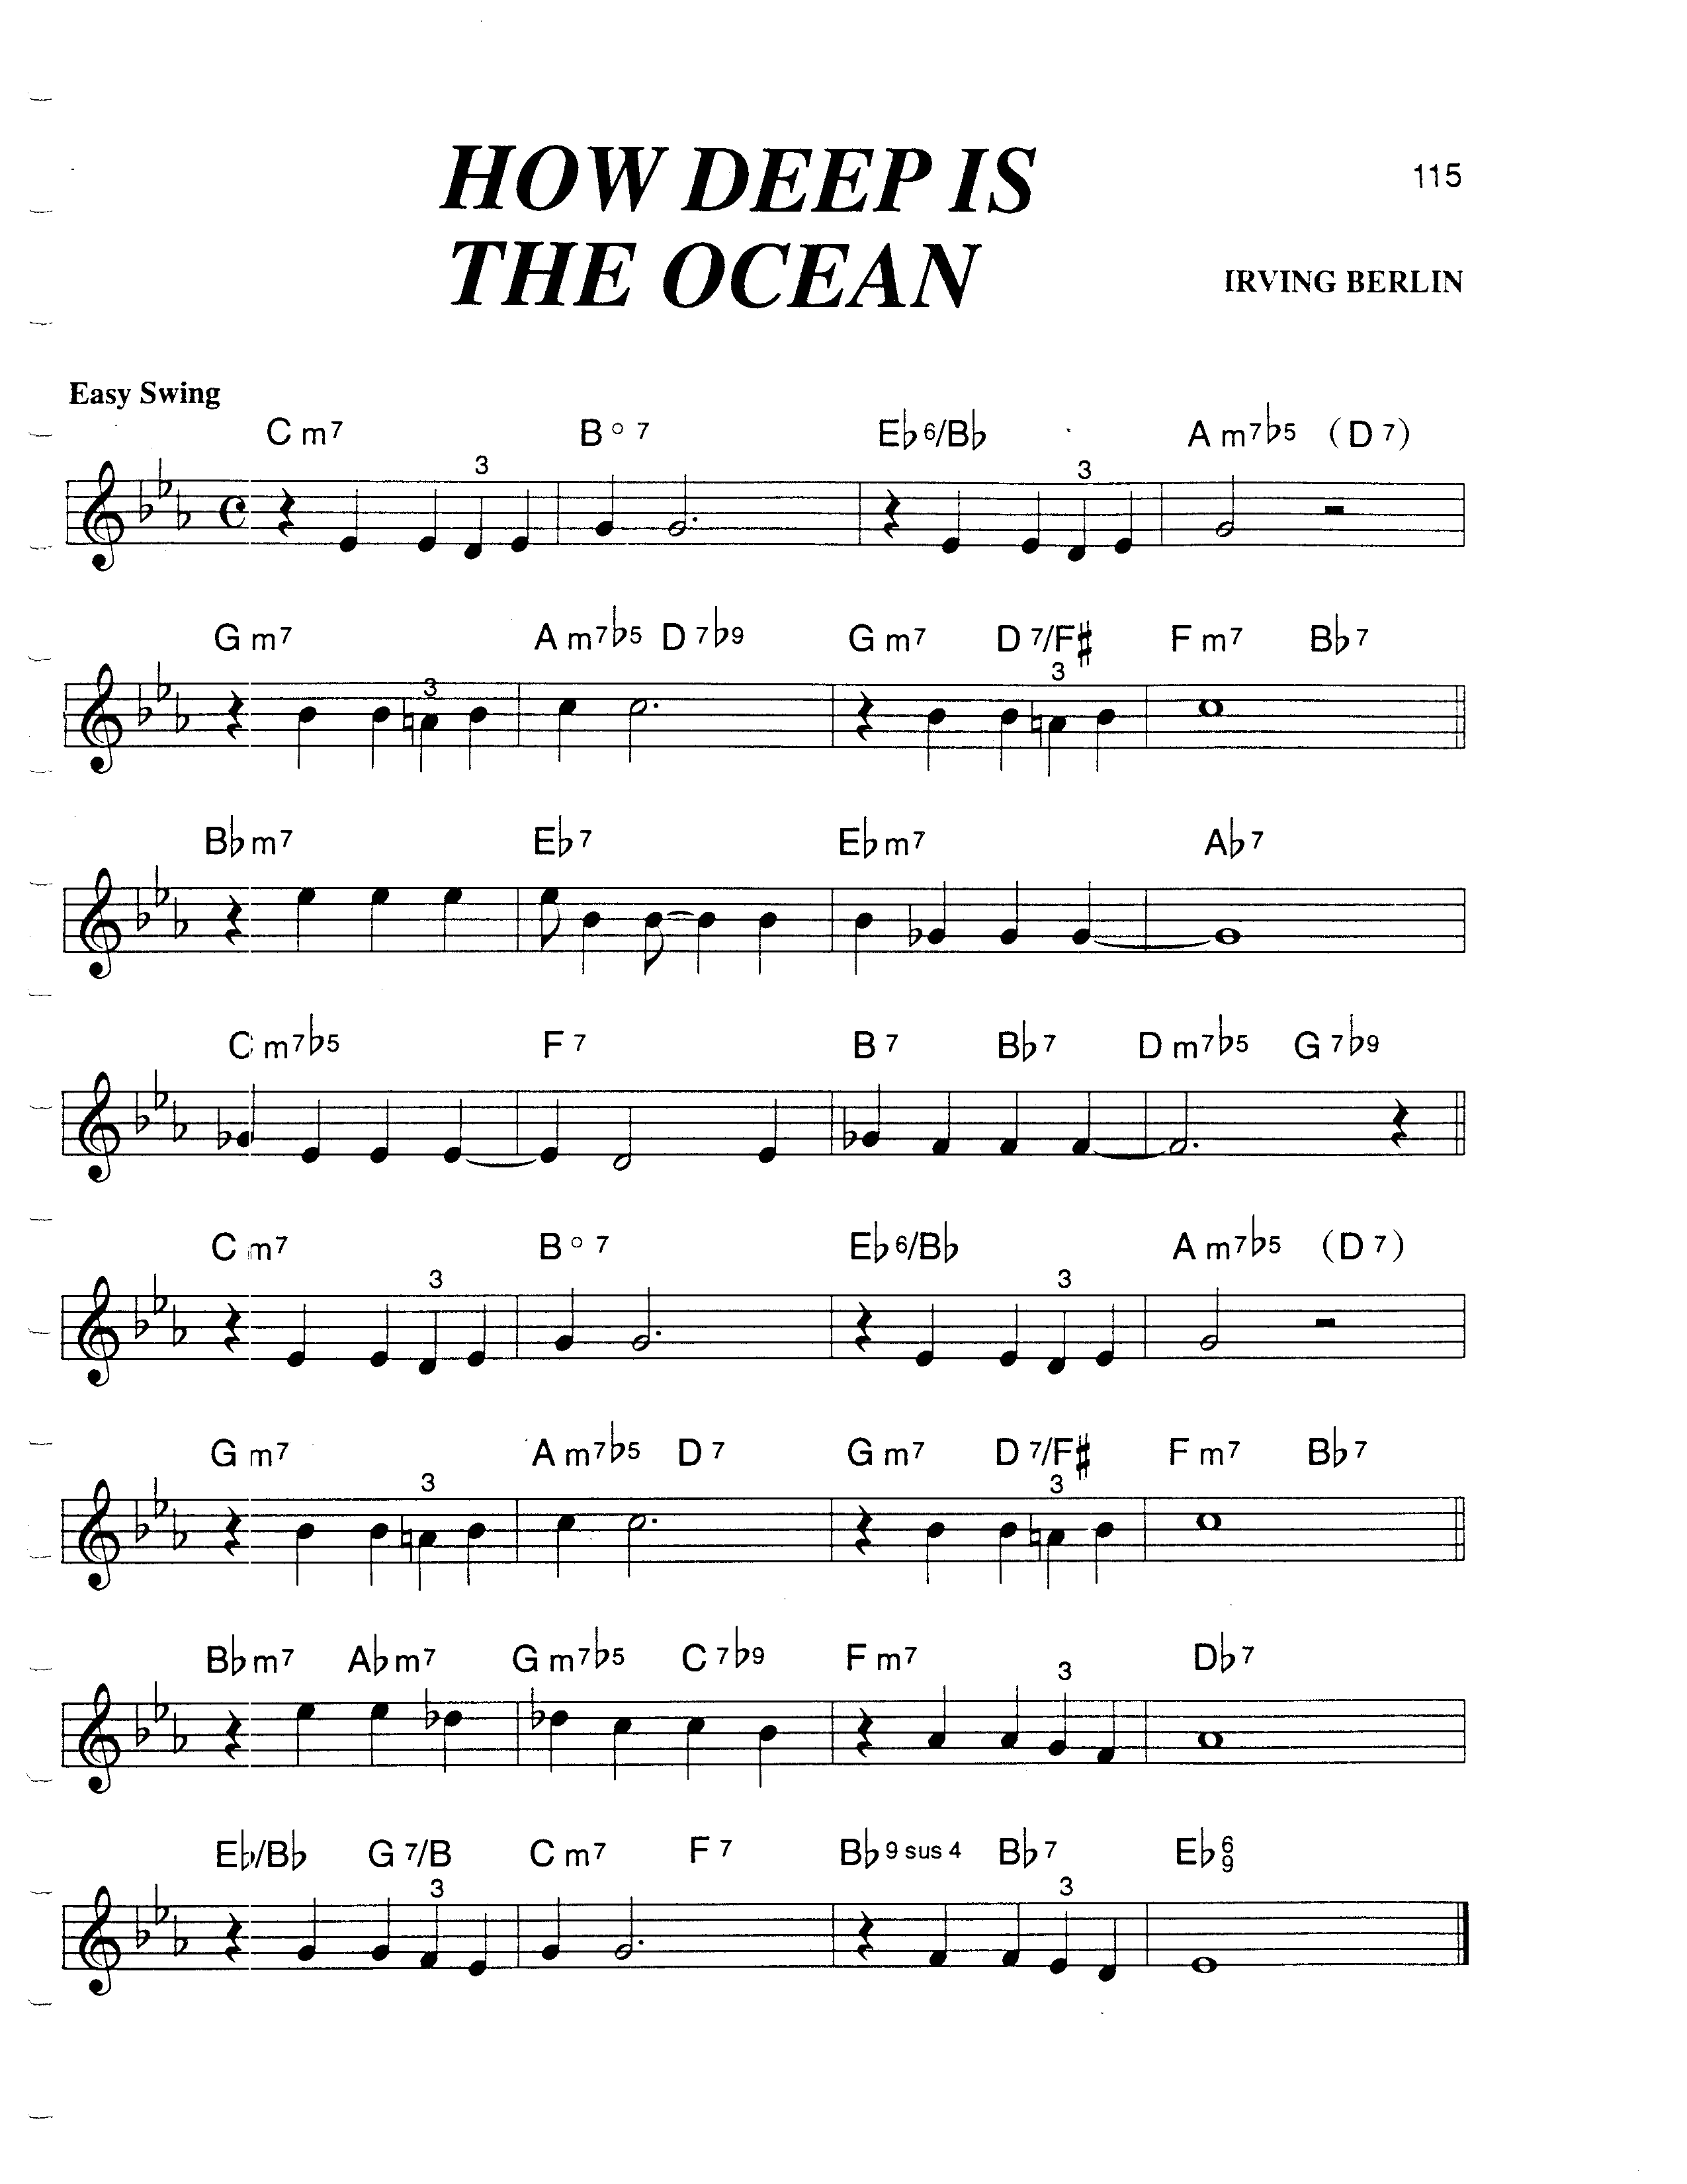 HOW DEEP IS
115
THE OCEAN
IRVING BERLIN
Easy Swing
C m7 B° 7 E♭6/B♭ A m7♭5 (D 7)
3 3
G m7 A m7♭5 D 7♭9 G m7 D 7/F♯ F m7 B♭7
3 3
B♭m7 E♭7 E♭m7 A♭7
C m7♭5 F 7 B 7 B♭7 D m7♭5 G 7♭9
C m7 B° 7 E♭6/B♭ A m7♭5 (D 7)
3 3
G m7 A m7♭5 D 7 G m7 D 7/F♯ F m7 B♭7
3 3
B♭m7 A♭m7 G m7♭5 C 7♭9 F m7 D♭7
3
E♭/B♭ G 7/B C m7 F 7 B♭9 sus 4 B♭7 E♭6/9
3 3